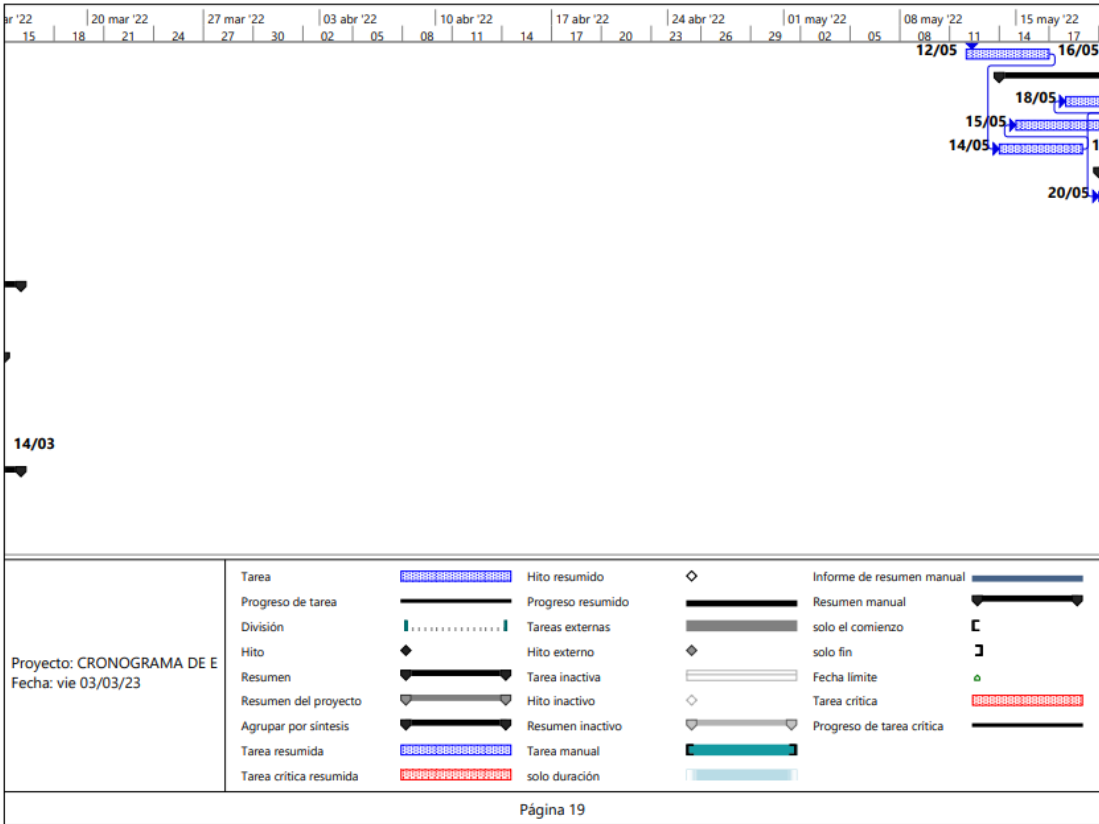 ar '22 20 mar '22 27 mar '22 03 abr '22 10 abr '22 17 abr '22 24 abr '22 01 may '22 08 may '22 15 may '22
15 18 21 24 27 30 02 05 08 11 14 17 20 23 26 29 02 05 08 11 14 17
12/05 16/05
18/05
15/05
14/05 1
20/05
14/03
Proyecto: CRONOGRAMA DE E
Fecha: vie 03/03/23
Tarea
Progreso de tarea
División
Hito
Resumen
Resumen del proyecto
Agrupar por síntesis
Tarea resumida
Tarea crítica resumida
Hito resumido
Progreso resumido
Tareas externas
Hito externo
Tarea inactiva
Hito inactivo
Resumen inactivo
Tarea manual
solo duración
Informe de resumen manual
Resumen manual
solo el comienzo
solo fin
Fecha límite
Tarea crítica
Progreso de tarea crítica
Página 19